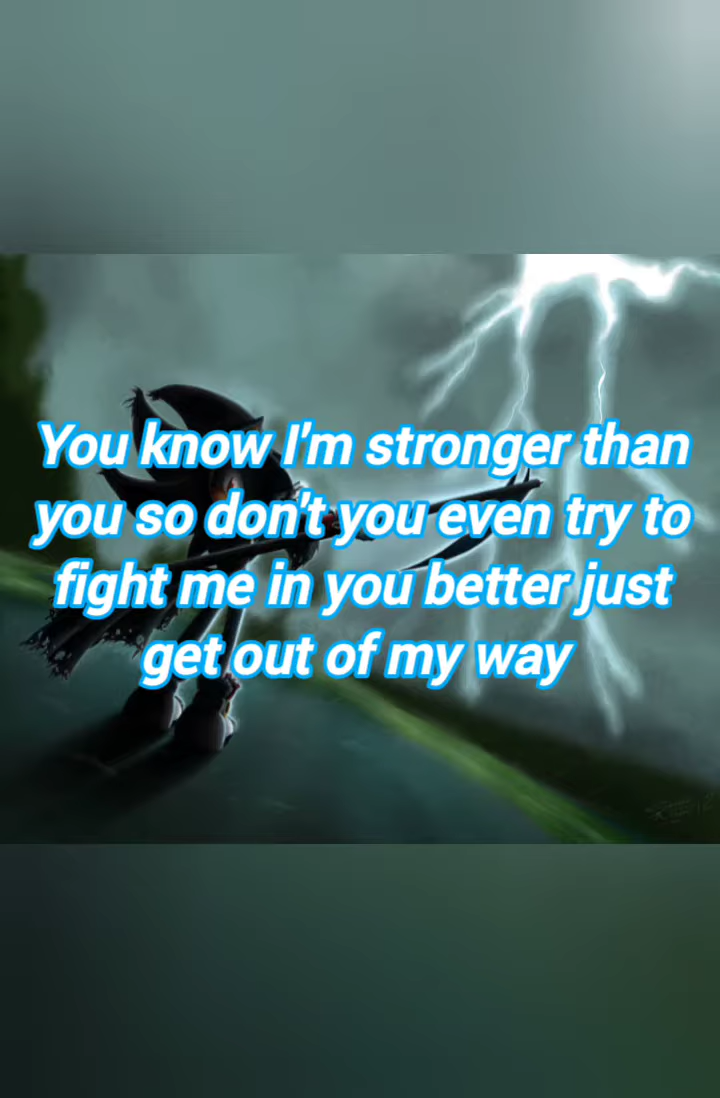 You know I'm stronger than
you so don't you even try to
fight me in you better just
get out of my way